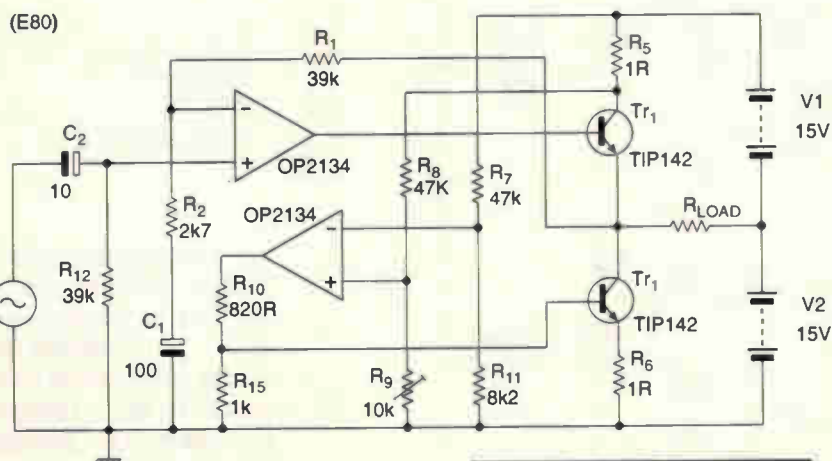 (E80)
R1
39k
R5
1R
V1
15V
Tr1
TIP142
C2
10
OP2134
R8
47K
R7
47k
R2
2k7
OP2134
RLOAD
R12
39k
R10
820R
Tr1
TIP142
V2
15V
C1
100
R15
1k
R9
10k
R11
8k2
R6
1R